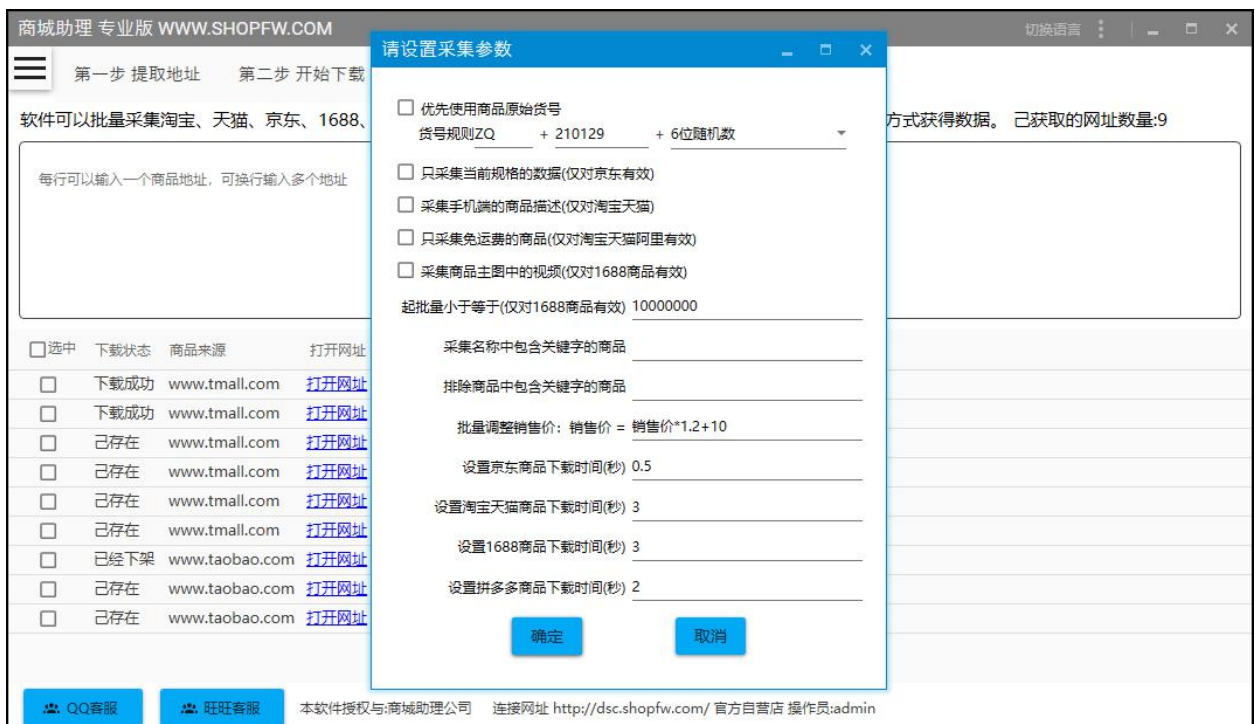 商城助理 专业版 WWW.SHOPFW.COM
切换语言
第一步 提取地址
第二步 开始下载
软件可以批量采集淘宝、天猫、京东、1688、
方式获得数据。 己获取的网址数量:9
每行可以输入一个商品地址，可换行输入多个地址
选中 下载状态 商品来源 打开网址
下载成功 www.tmall.com 打开网址
下载成功 www.tmall.com 打开网址
己存在 www.tmall.com 打开网址
己存在 www.tmall.com 打开网址
己存在 www.tmall.com 打开网址
己存在 www.tmall.com 打开网址
已经下架 www.taobao.com 打开网址
己存在 www.taobao.com 打开网址
己存在 www.taobao.com 打开网址
请设置采集参数
优先使用商品原始货号
货号规则ZQ + 210129 + 6位随机数
只采集当前规格的数据(仅对京东有效)
采集手机端的商品描述(仅对淘宝天猫)
只采集免运费的商品(仅对淘宝天猫阿里有效)
采集商品主图中的视频(仅对1688商品有效)
起批量小于等于(仅对1688商品有效) 10000000
采集名称中包含关键字的商品
排除商品中包含关键字的商品
批量调整销售价：销售价 = 销售价*1.2+10
设置京东商品下载时间(秒) 0.5
设置淘宝天猫商品下载时间(秒) 3
设置1688商品下载时间(秒) 3
设置拼多多商品下载时间(秒) 2
确定
取消
QQ客服
旺旺客服
本软件授权与:商城助理公司 连接网址 http://dsc.shopfw.com/ 官方自营店 操作员:admin